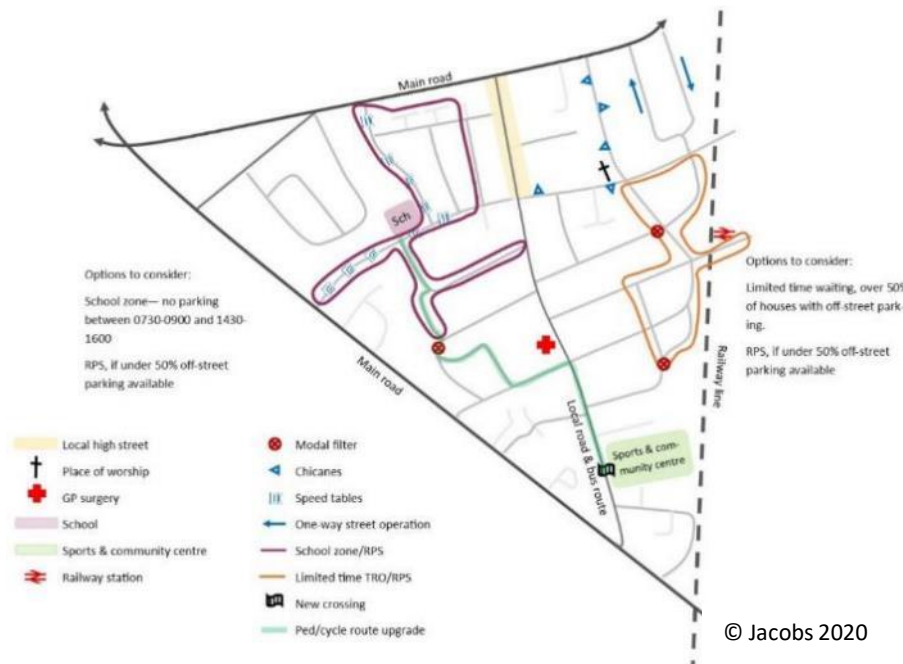 Main road
Sch
Options to consider:
School zone— no parking
between 0730-0900 and 1430-
1600
RPS, if under 50% off-street
parking available
Main road
Options to consider:
Limited time waiting, over 50%
of houses with off-street park-
ing.
RPS, if under 50% off-street
parking available
Railway line
Local road & bus route
Sports & com-
munity centre
Local high street
Place of worship
GP surgery
School
Sports & community centre
Railway station
Modal filter
Chicanes
Speed tables
One-way street operation
School zone/RPS
Limited time TRO/RPS
New crossing
Ped/cycle route upgrade
© Jacobs 2020